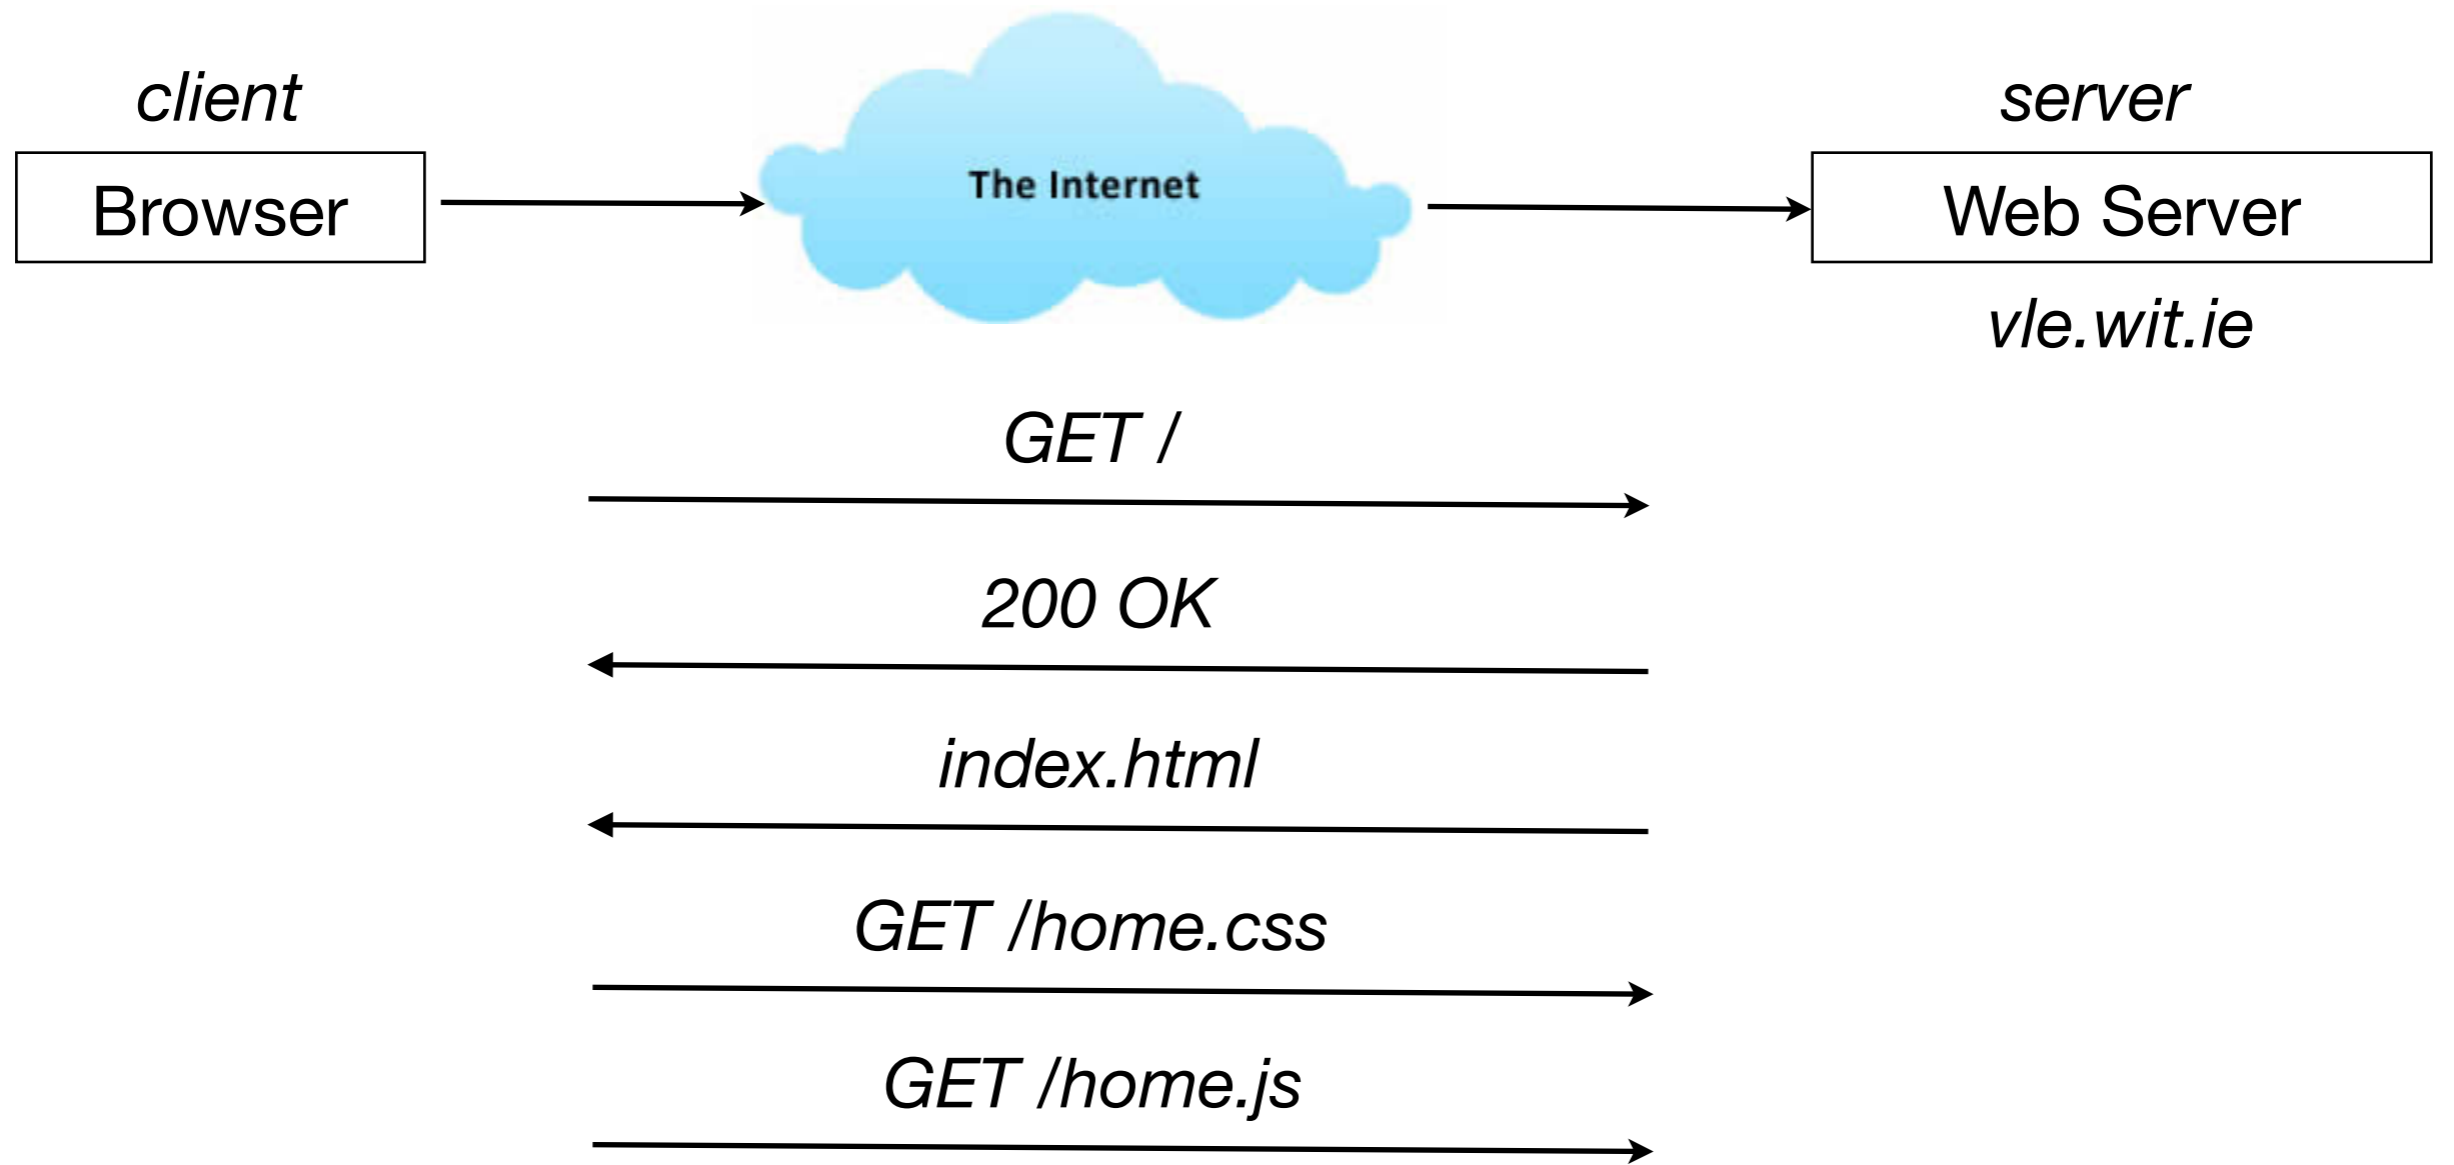 client
server
Browser
The Internet
Web Server
vle.wit.ie
GET /
200 OK
index.html
GET /home.css
GET /home.js